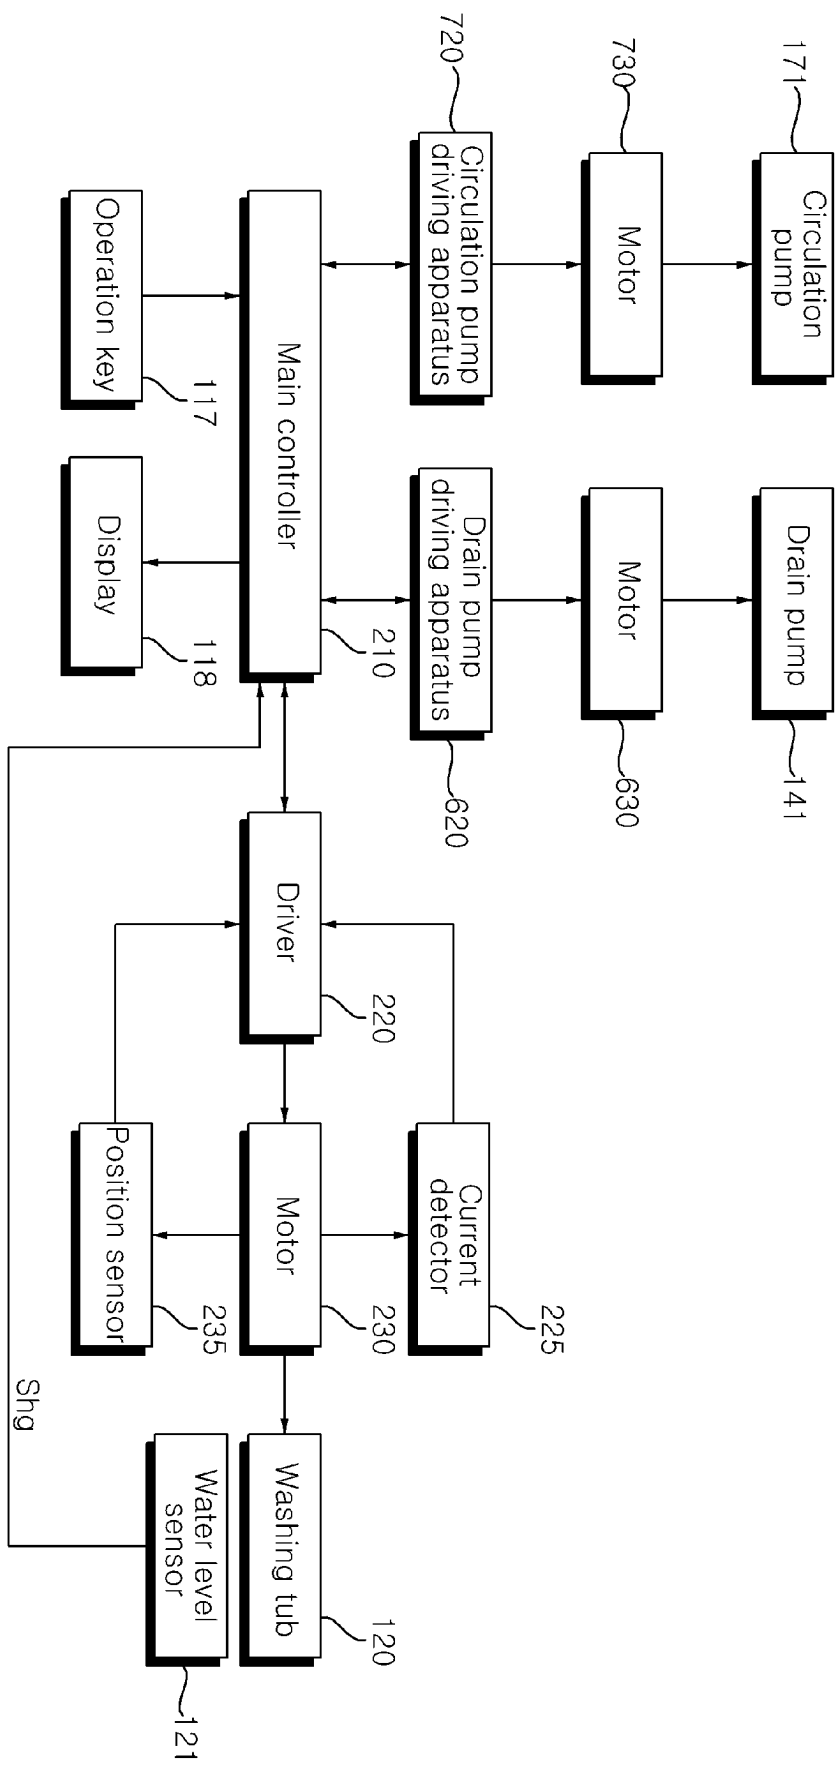 171
730
720
Circulation
pump
Motor
Circulation pump
driving apparatus
Main controller
210
Operation key
117
Display
118
Drain pump
driving apparatus
620
Motor
630
Drain pump
141
Driver
220
Current
detector
225
Motor
230
Position sensor
235
Washing tub
120
Water level
sensor
121
Shg